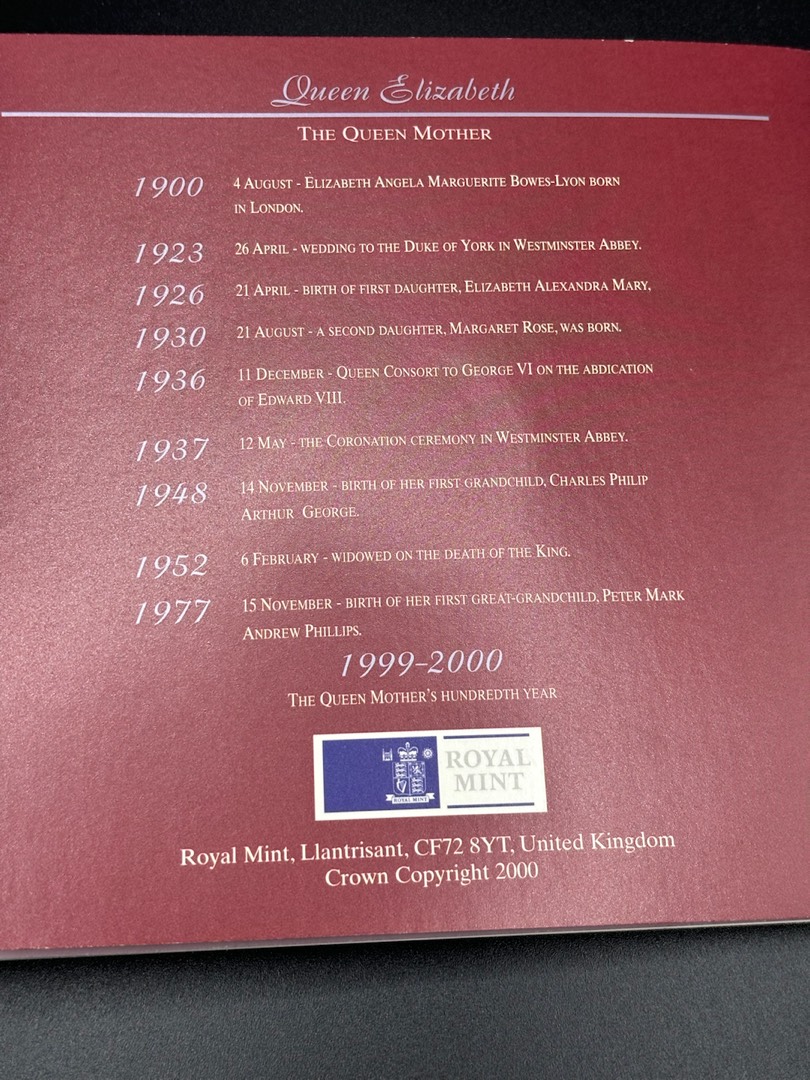 Queen Elizabeth
THE QUEEN MOTHER
1900 4 AUGUST - ELIZABETH ANGELA MARGUERITE BOWES-LYON BORN
IN LONDON.
1923 26 APRIL - WEDDING TO THE DUKE OF YORK IN WESTMINSTER ABBEY.
1926 21 APRIL - BIRTH OF FIRST DAUGHTER, ELIZABETH ALEXANDRA MARY,
1930 21 AUGUST - A SECOND DAUGHTER, MARGARET ROSE, WAS BORN.
1936 11 DECEMBER - QUEEN CONSORT TO GEORGE VI ON THE ABDICATION
OF EDWARD VIII.
1937 12 MAY - THE CORONATION CEREMONY IN WESTMINSTER ABBEY.
1948 14 NOVEMBER - BIRTH OF HER FIRST GRANDCHILD, CHARLES PHILIP
ARTHUR GEORGE.
1952 6 FEBRUARY - WIDOWED ON THE DEATH OF THE KING.
1977 15 NOVEMBER - BIRTH OF HER FIRST GREAT-GRANDCHILD, PETER MARK
ANDREW PHILLIPS.
1999-2000
THE QUEEN MOTHER'S HUNDREDTH YEAR
ROYAL MINT
ROYAL
MINT
Royal Mint, Llantrisant, CF72 8YT, United Kingdom
Crown Copyright 2000